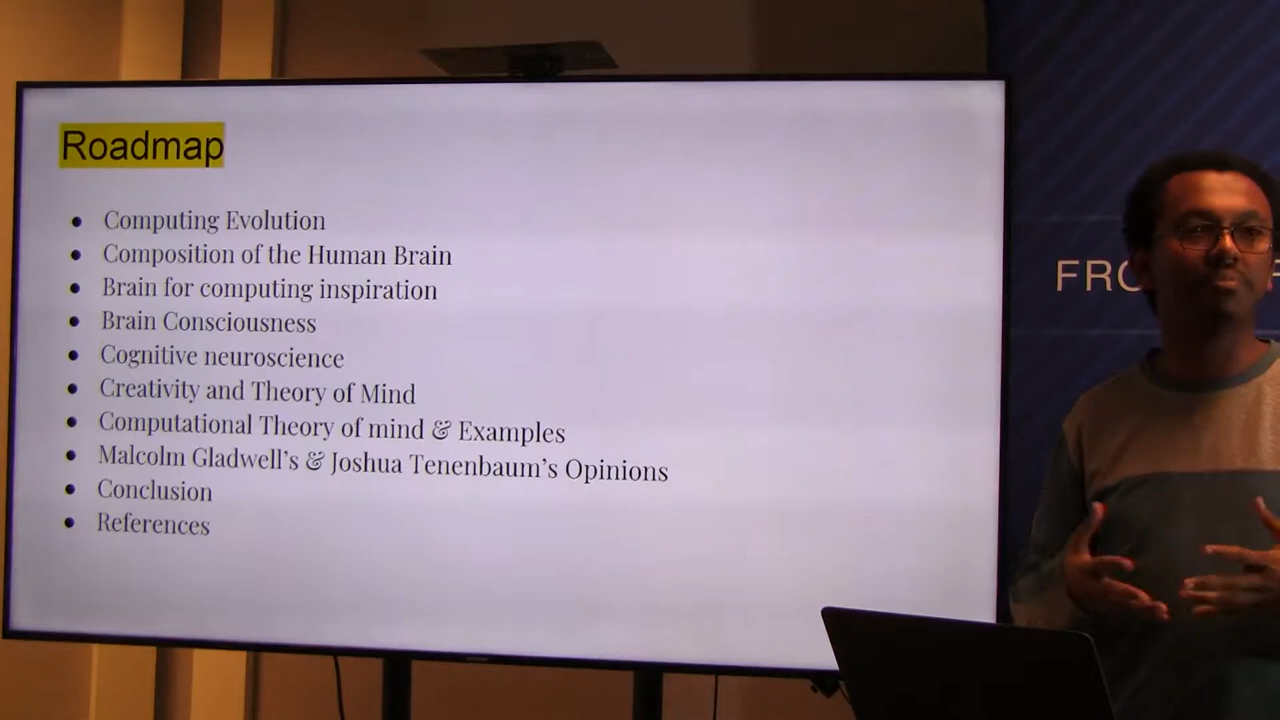 Roadmap
● Computing Evolution
● Composition of the Human Brain
● Brain for computing inspiration
● Brain Consciousness
● Cognitive neuroscience
● Creativity and Theory of Mind
● Computational Theory of mind & Examples
● Malcolm Gladwell's & Joshua Tenenbaum's Opinions
● Conclusion
● References